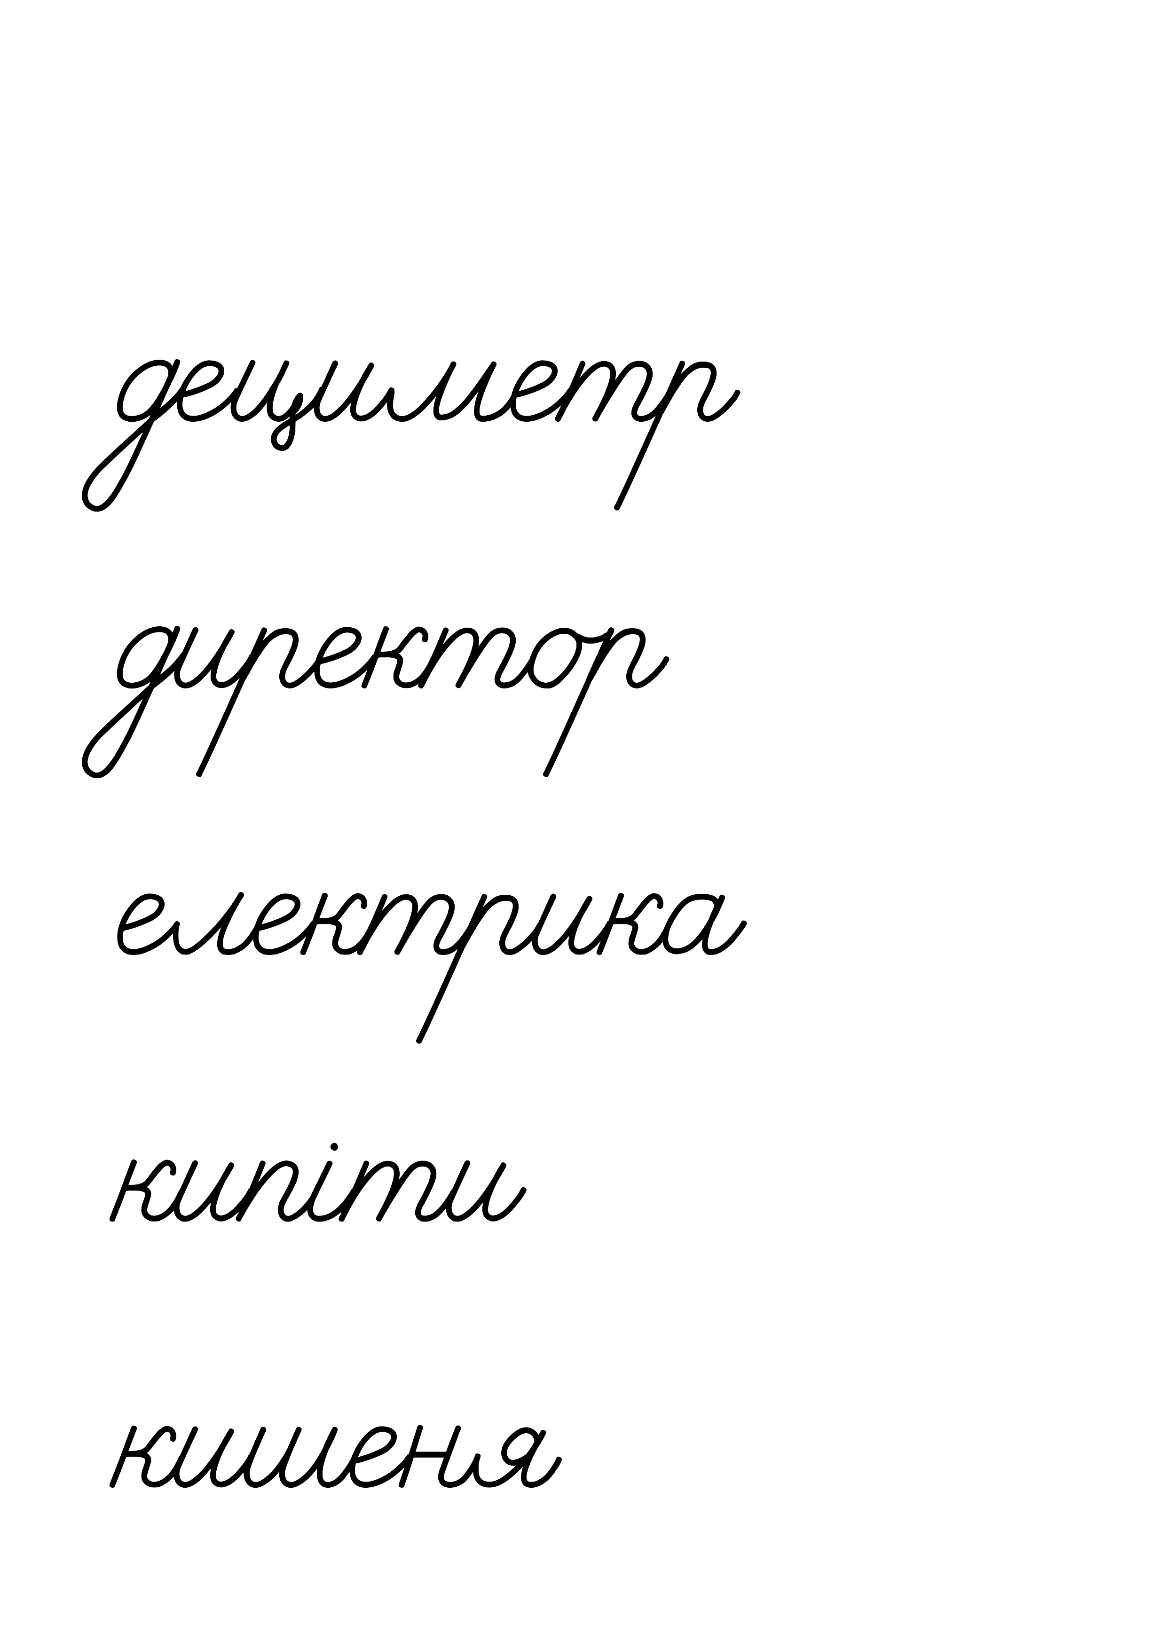 дециметр
директор
електрика
кипіти
кишеня